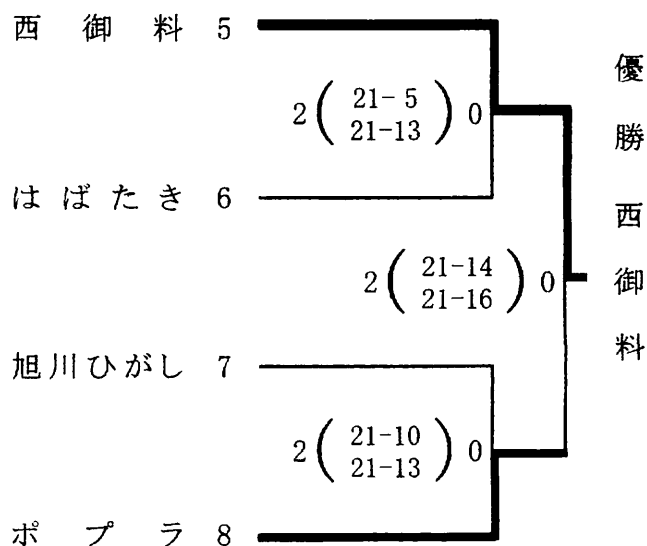 西御料 5
2 ( 21-5 21-13 ) 0
はばたき 6
2 ( 21-14 21-16 ) 0
旭川ひがし 7
2 ( 21-10 21-13 ) 0
ポプラ 8
優勝 西御料